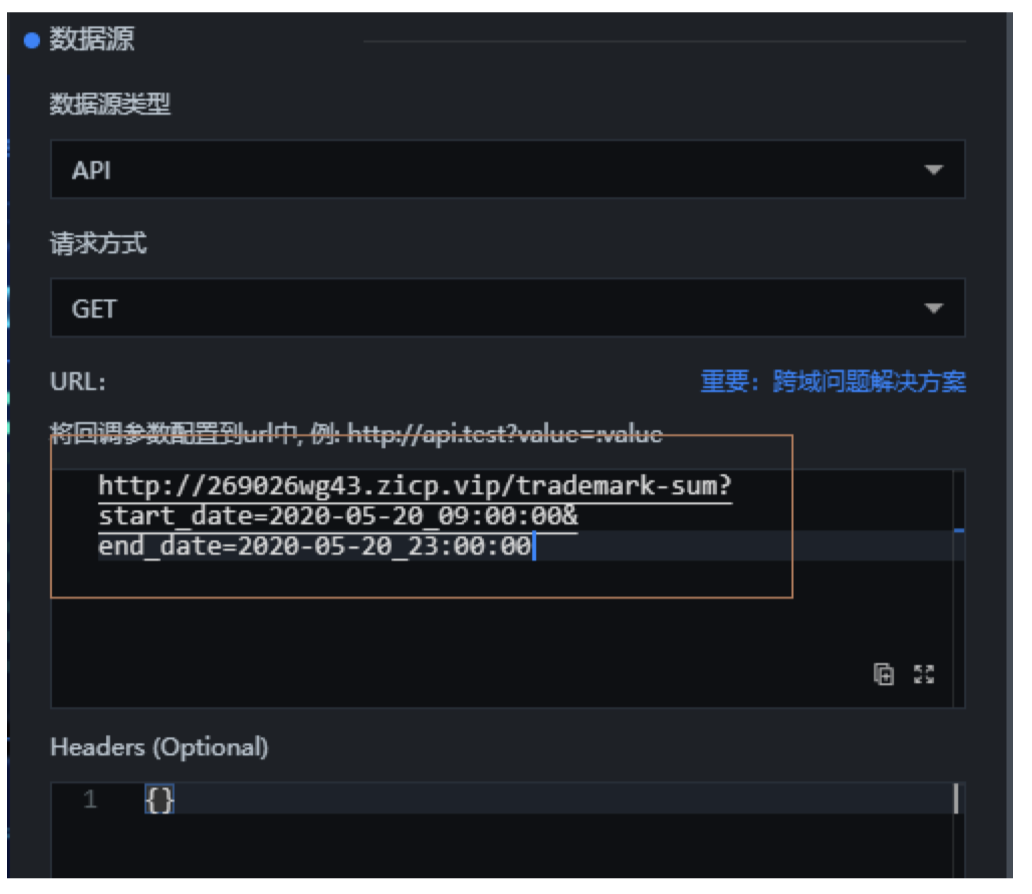 数据源
数据源类型
API
请求方式
GET
URL: 重要：跨域问题解决方案
将回调参数配置到url中, 例: http://api.test?value=:value
http://269026wg43.zicp.vip/trademark-sum?
start_date=2020-05-20_09:00:00&
end_date=2020-05-20_23:00:00
Headers (Optional)
1 {}